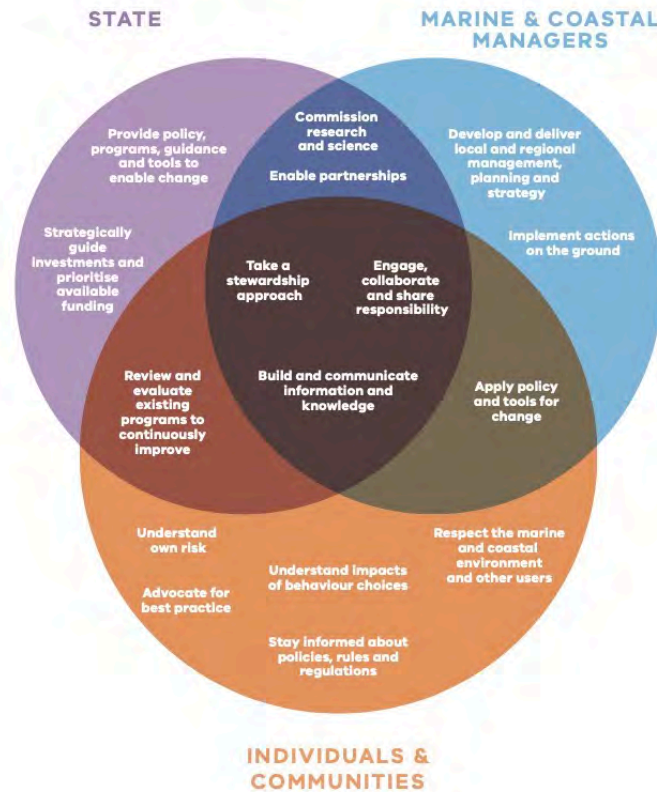 STATE
MARINE & COASTAL
MANAGERS
Commission
research
and science
Enable partnerships
Provide policy,
programs, guidance
and tools to
enable change
Develop and deliver
local and regional
management,
planning and
strategy
Strategically
guide
investments and
prioritise
available
funding
Implement actions
on the ground
Take a
stewardship
approach
Engage,
collaborate
and share
responsibility
Review and
evaluate
existing
programs to
continuously
improve
Build and communicate
information and
knowledge
Apply policy
and tools for
change
Understand
own risk
Advocate for
best practice
Understand impacts
of behaviour choices
Respect the marine
and coastal
environment
and other users
Stay informed about
policies, rules and
regulations
INDIVIDUALS &
COMMUNITIES